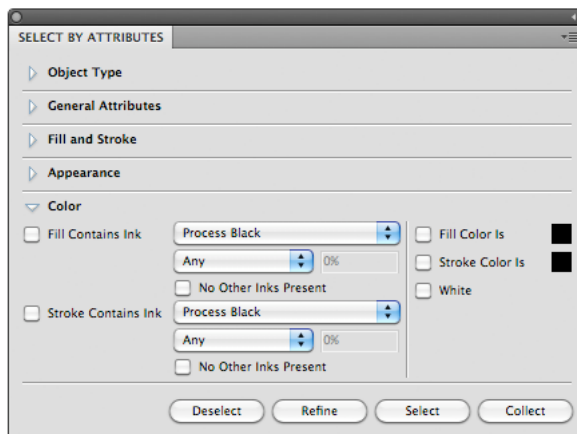 SELECT BY ATTRIBUTES
Object Type
General Attributes
Fill and Stroke
Appearance
Color
Fill Contains Ink Process Black Fill Color Is
Any 0% Stroke Color Is
No Other Inks Present White
Stroke Contains Ink Process Black
Any 0%
No Other Inks Present
Deselect Refine Select Collect